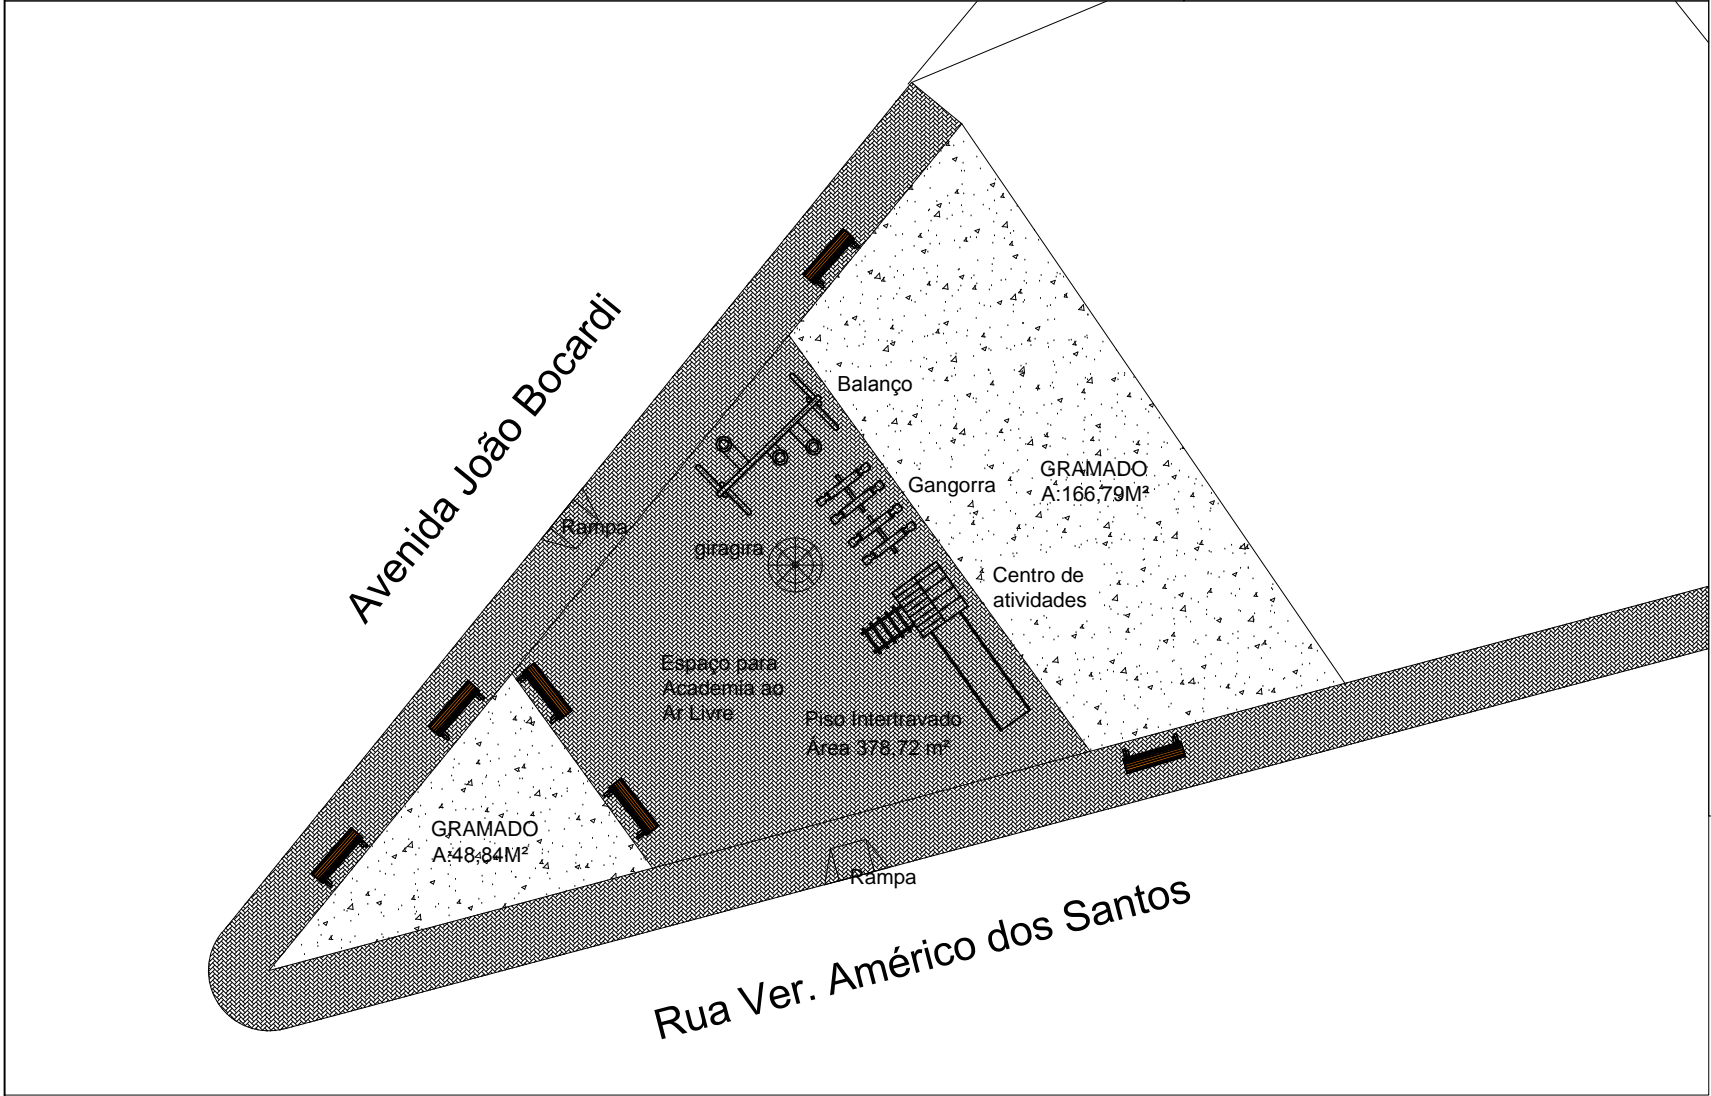 Avenida João Bocardi
Balanço
Gangorra
GRAMADO
A:166,79M²
Rampa
giragira
Centro de
atividades
Espaço para
Academia ao
Ar Livre
Piso Intertravado
Área 378,72 m²
GRAMADO
A:48,84M²
Rampa
Rua Ver. Américo dos Santos